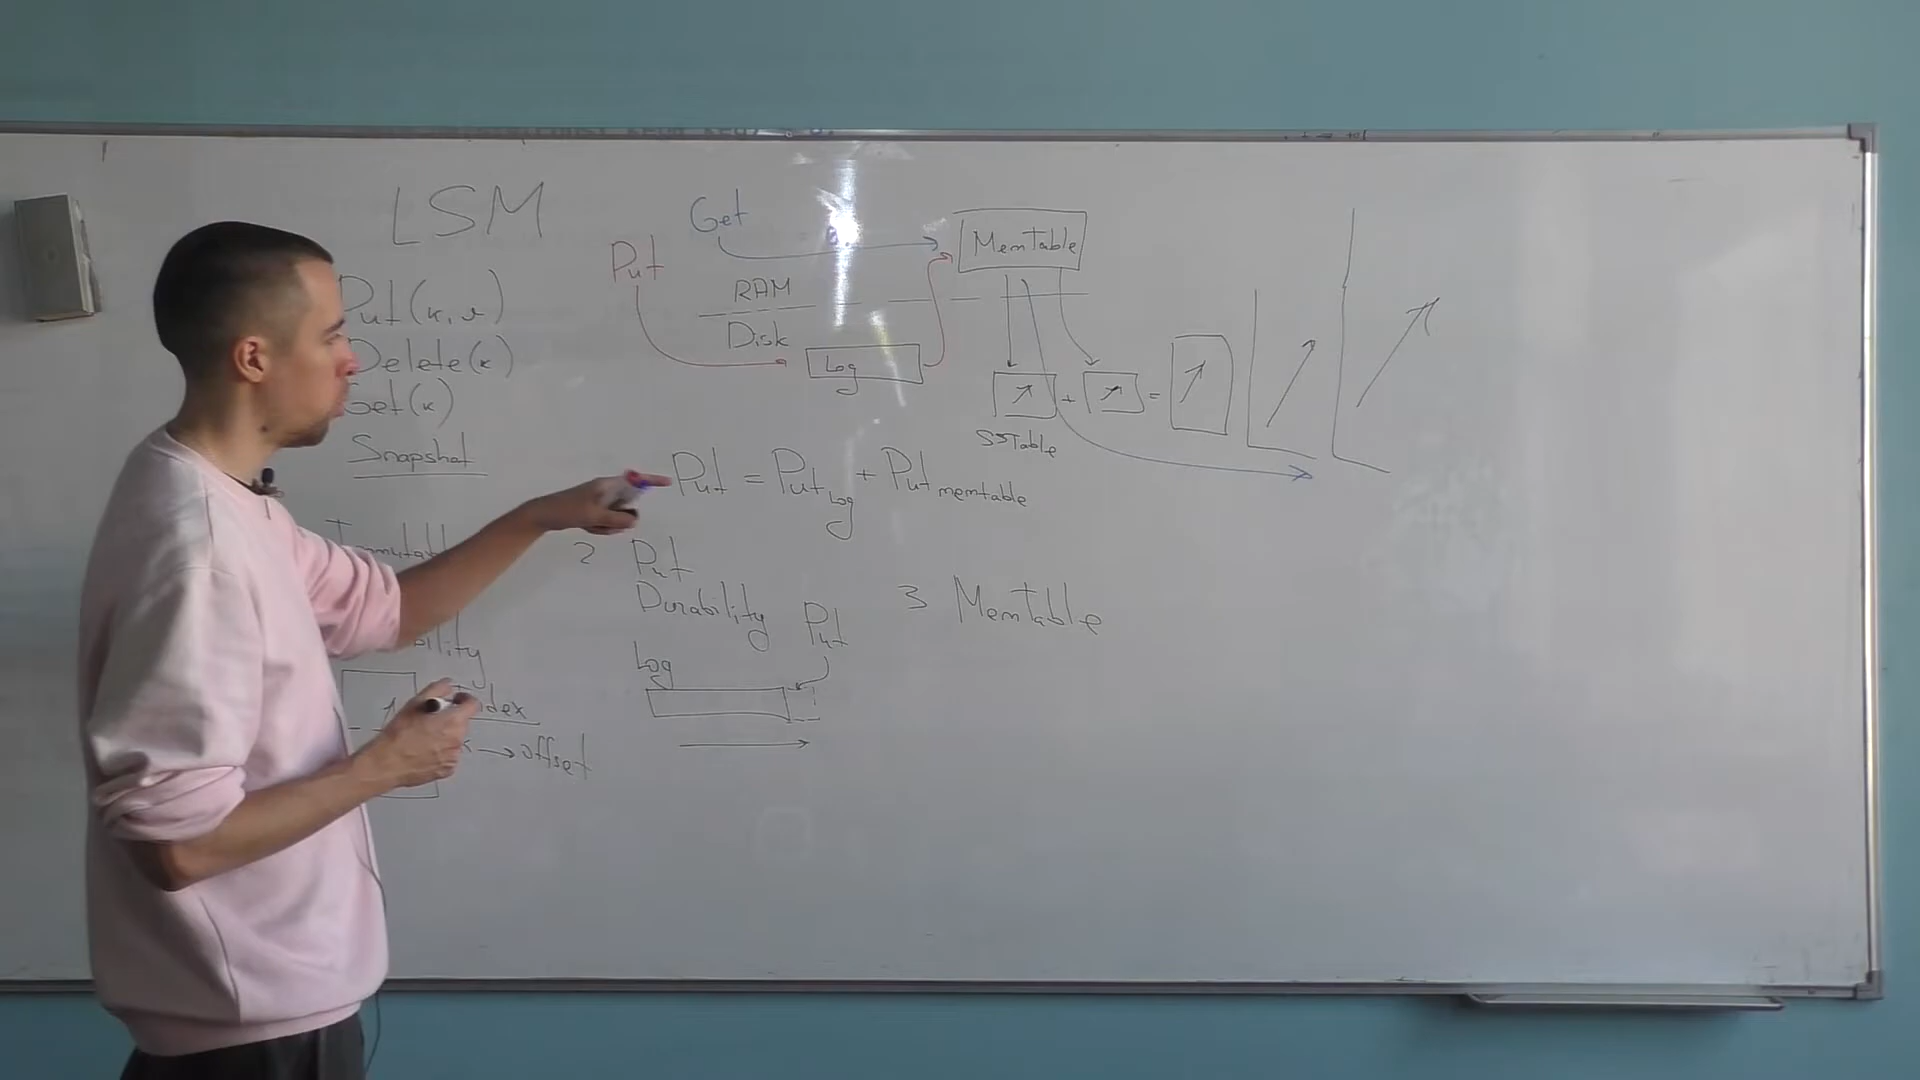 LSM
Put(k, v)
Delete(k)
Get(k)
Snapshot
Index
k → offset
Get
Put
RAM
Disk
Log
MemTable
+ =
SSTable
Put = Put log + Put memtable
2 Put
Durability
Put
Log
3 MemTable